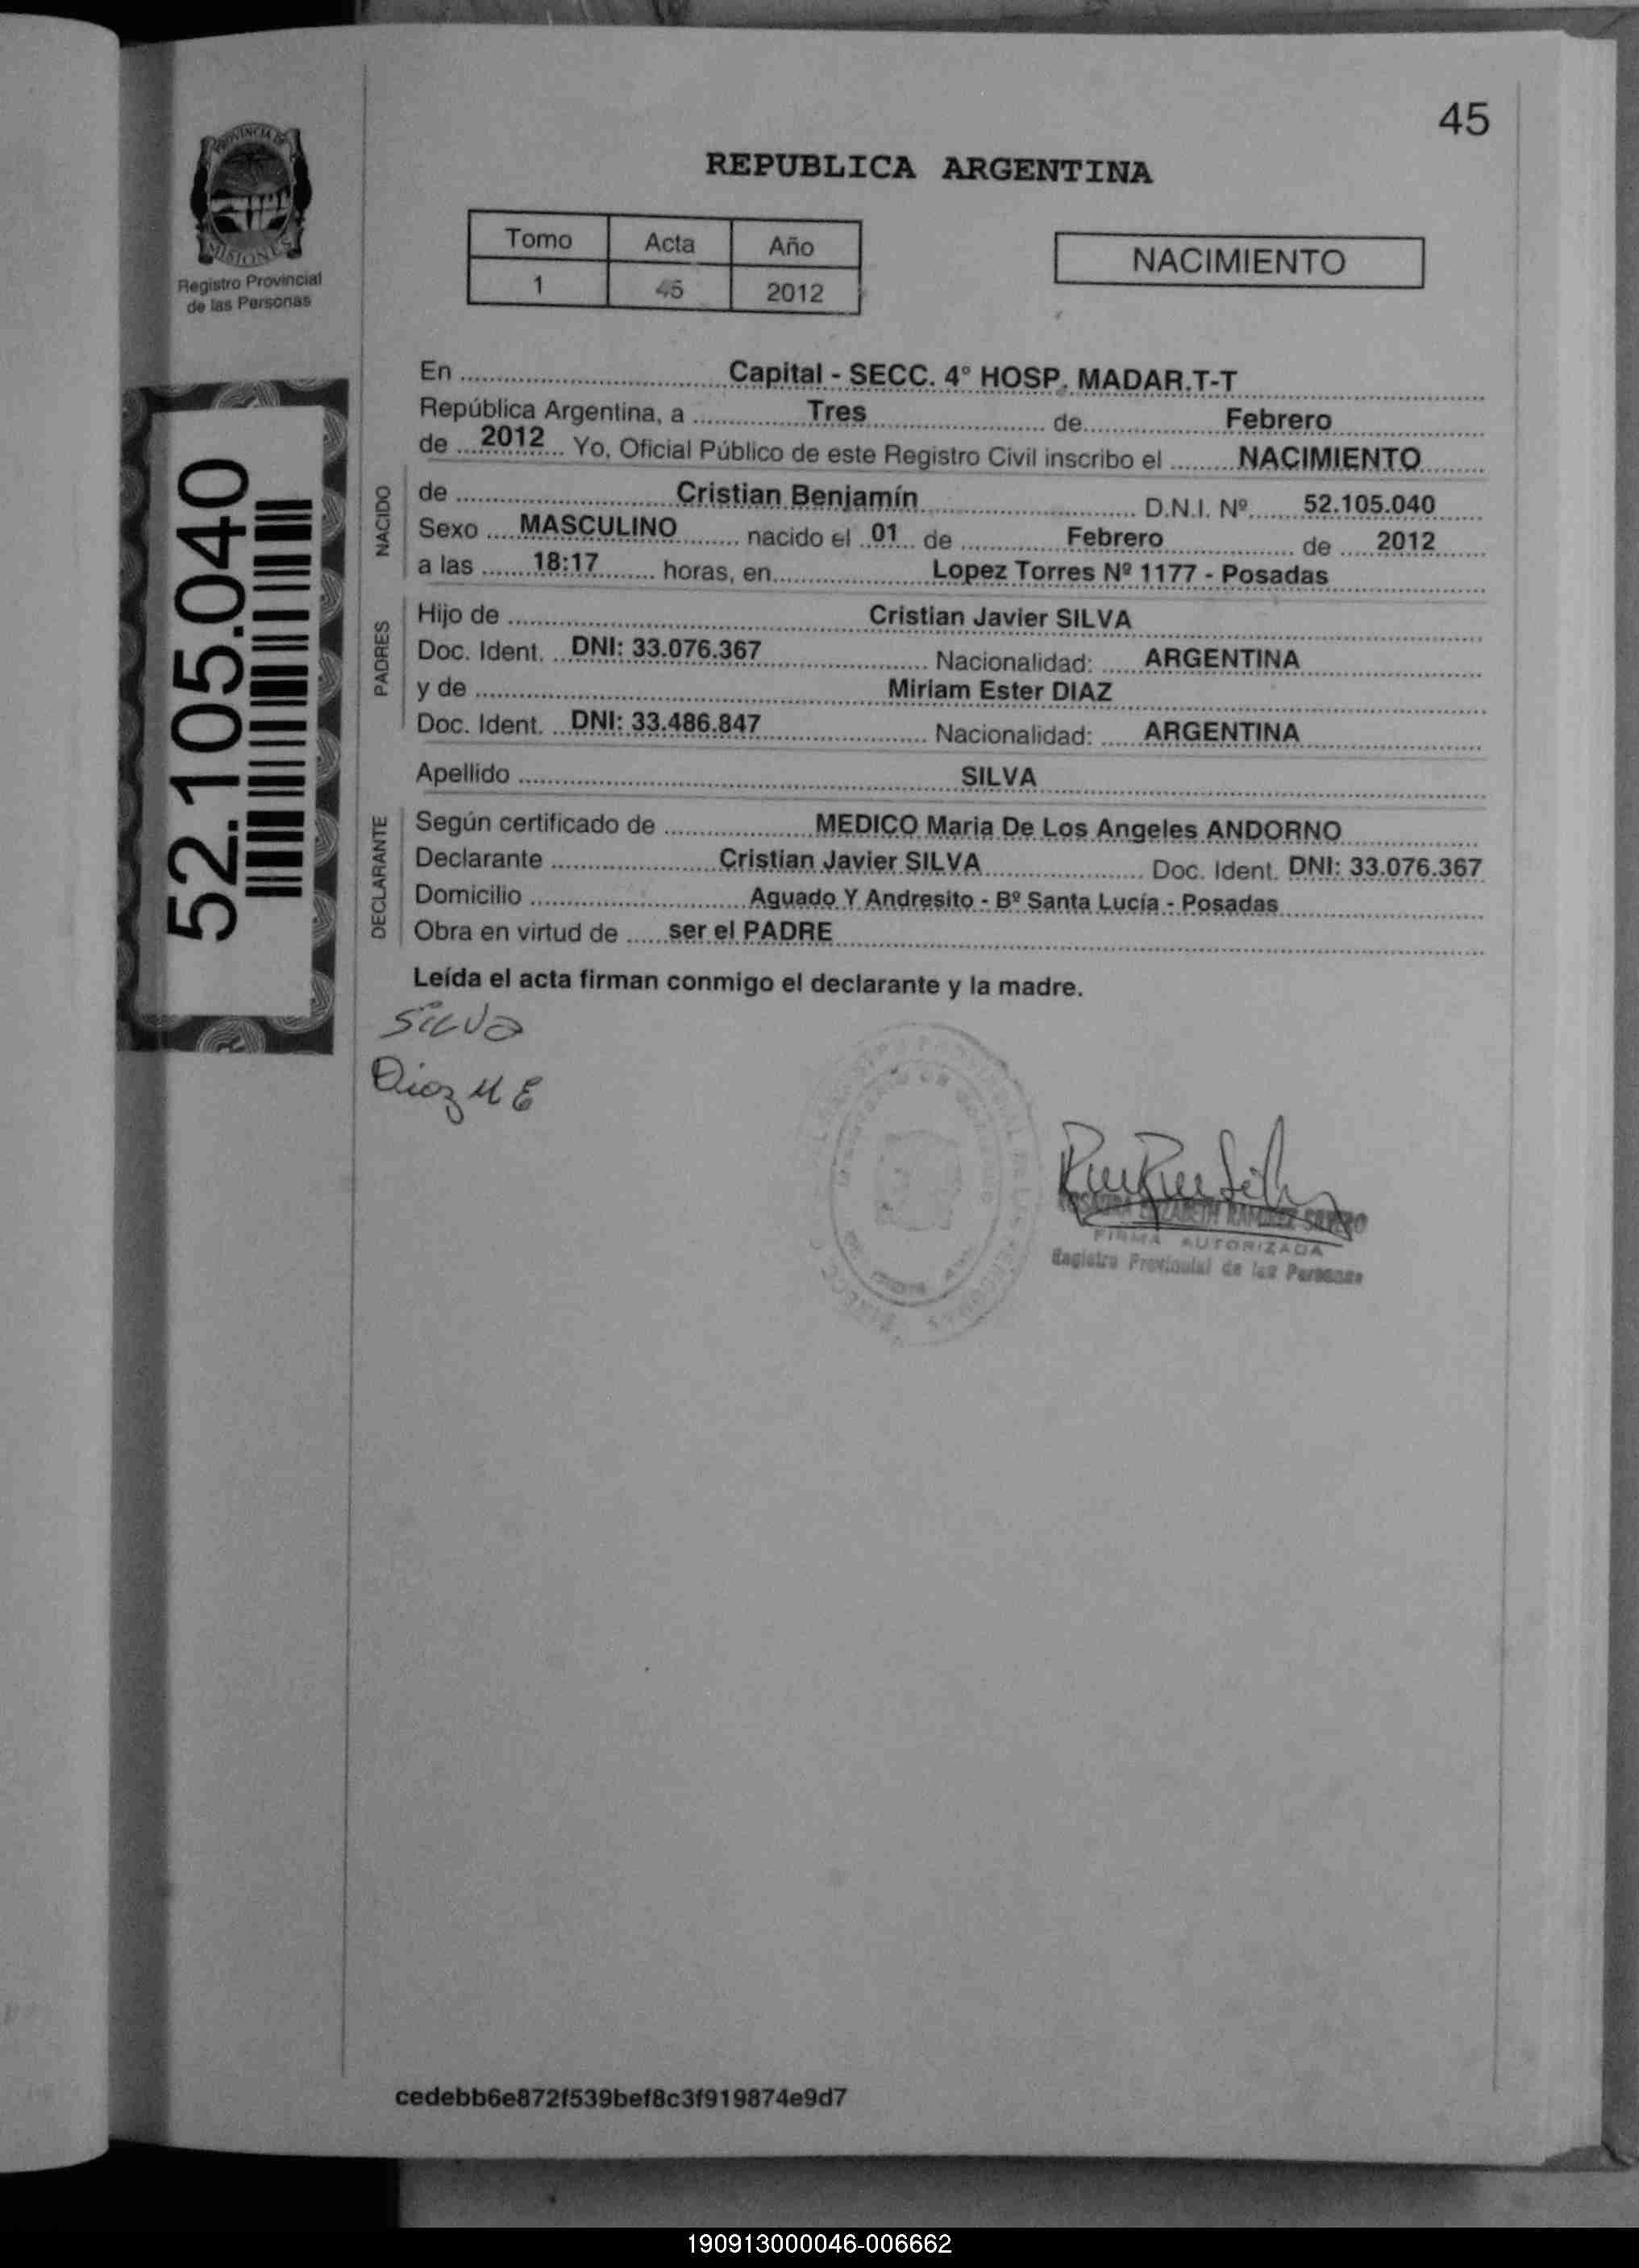 45
PROVINCIA DE
MISIONES
Registro Provincial
de las Personas
REPUBLICA ARGENTINA
Tomo Acta Año
1 45 2012
NACIMIENTO
52.105.040
En Capital - SECC. 4° HOSP. MADAR.T-T
República Argentina, a Tres de Febrero
de 2012 Yo, Oficial Público de este Registro Civil inscribo el NACIMIENTO
NACIDO
de Cristian Benjamín D.N.I. Nº 52.105.040
Sexo MASCULINO nacido el 01 de Febrero de 2012
a las 18:17 horas, en Lopez Torres Nº 1177 - Posadas
PADRES
Hijo de Cristian Javier SILVA
Doc. Ident. DNI: 33.076.367 Nacionalidad: ARGENTINA
y de Miriam Ester DIAZ
Doc. Ident. DNI: 33.486.847 Nacionalidad: ARGENTINA
Apellido SILVA
DECLARANTE
Según certificado de MEDICO Maria De Los Angeles ANDORNO
Declarante Cristian Javier SILVA Doc. Ident. DNI: 33.076.367
Domicilio Aguado Y Andresito - Bº Santa Lucía - Posadas
Obra en virtud de ser el PADRE
Leída el acta firman conmigo el declarante y la madre.
Silva
Diaz M E
ELIZABETH RAMIREZ
FIRMA AUTORIZADA
Registro Provincial de las Personas
cedebb6e872f539bef8c3f919874e9d7
190913000046-006662